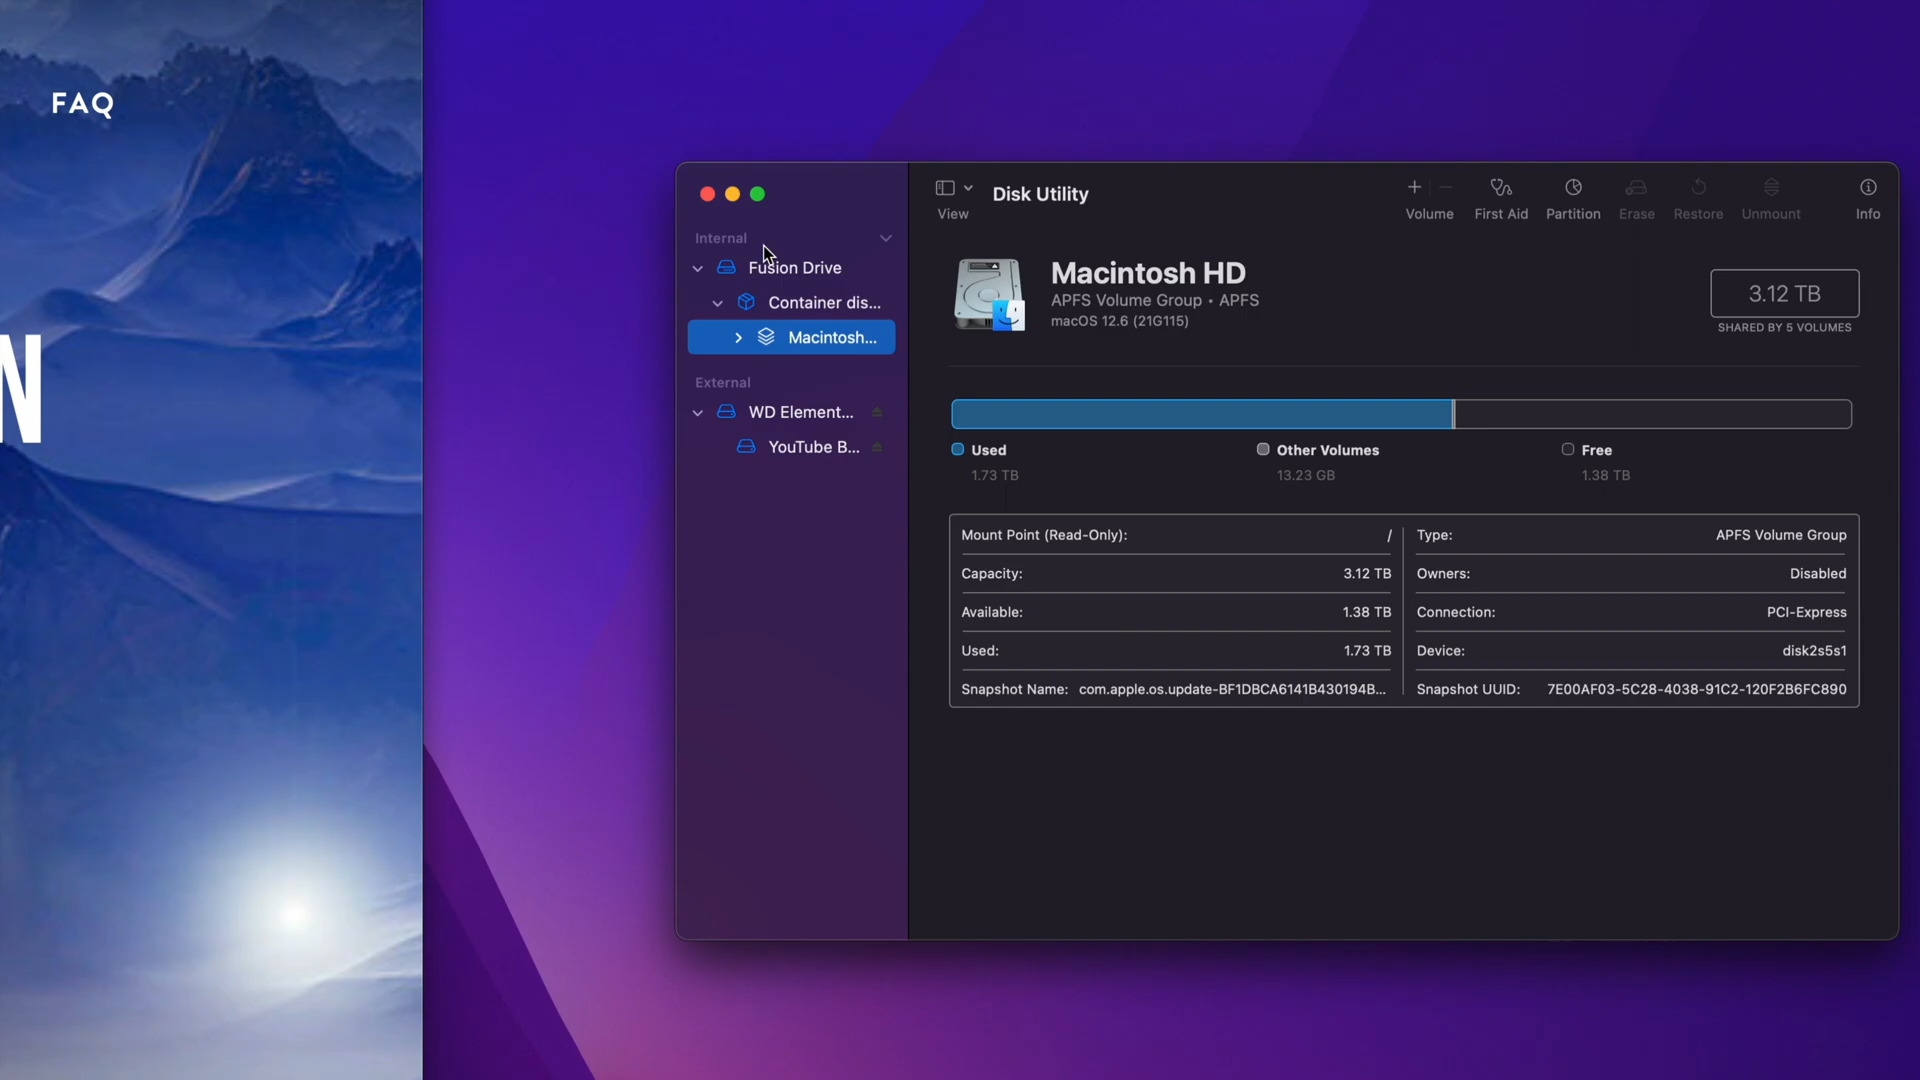 FAQ
N
Disk Utility
View
Volume
First Aid
Partition
Erase
Restore
Unmount
Info
Internal
Fusion Drive
Container dis...
Macintosh...
External
WD Element...
YouTube B...
Macintosh HD
APFS Volume Group • APFS
macOS 12.6 (21G115)
3.12 TB
SHARED BY 5 VOLUMES
Used
1.73 TB
Other Volumes
13.23 GB
Free
1.38 TB
Mount Point (Read-Only): /
Capacity: 3.12 TB
Available: 1.38 TB
Used: 1.73 TB
Snapshot Name: com.apple.os.update-BF1DBCA6141B430194B...
Type: APFS Volume Group
Owners: Disabled
Connection: PCI-Express
Device: disk2s5s1
Snapshot UUID: 7E00AF03-5C28-4038-91C2-120F2B6FC890